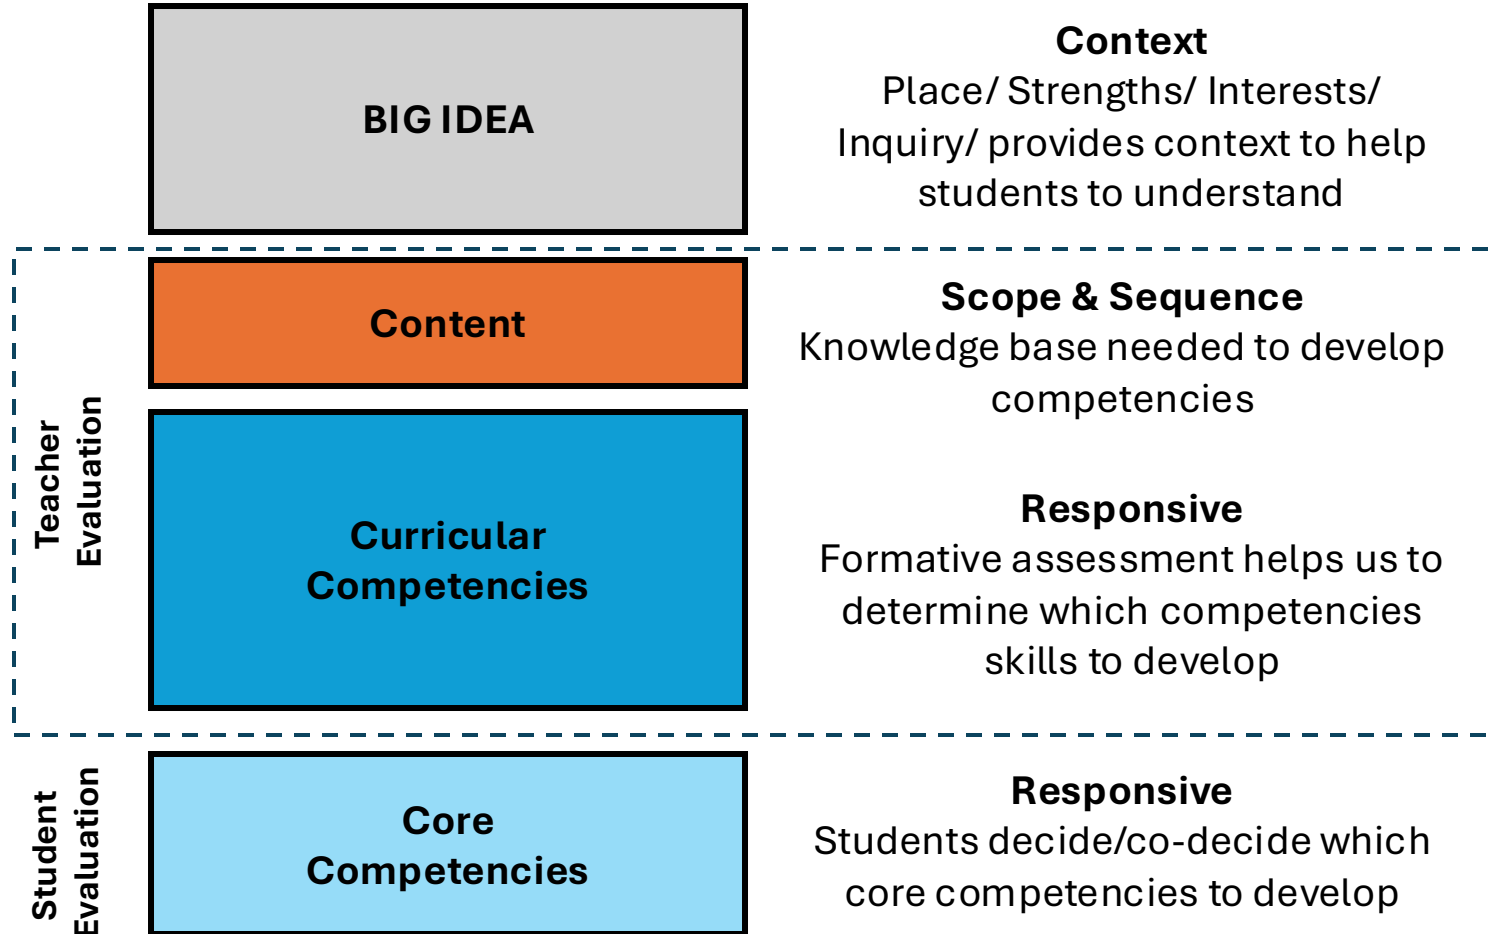 BIG IDEA
Context
Place/ Strengths/ Interests/
Inquiry/ provides context to help
students to understand
Teacher
Evaluation
Content
Scope & Sequence
Knowledge base needed to develop
competencies
Curricular
Competencies
Responsive
Formative assessment helps us to
determine which competencies
skills to develop
Student
Evaluation
Core
Competencies
Responsive
Students decide/co-decide which
core competencies to develop